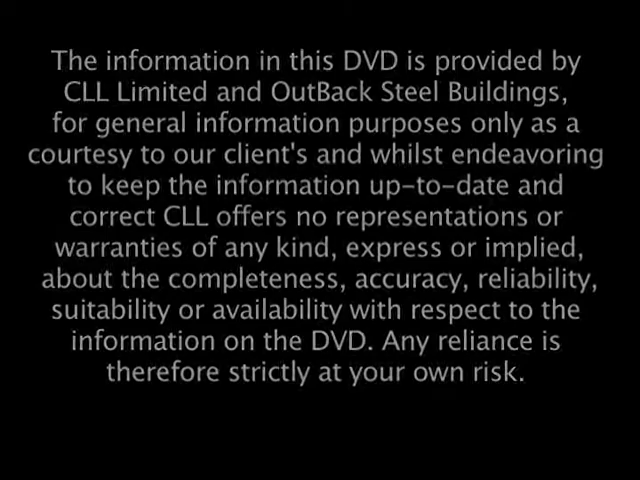 The information in this DVD is provided by
CLL Limited and OutBack Steel Buildings,
for general information purposes only as a
courtesy to our client's and whilst endeavoring
to keep the information up-to-date and
correct CLL offers no representations or
warranties of any kind, express or implied,
about the completeness, accuracy, reliability,
suitability or availability with respect to the
information on the DVD. Any reliance is
therefore strictly at your own risk.